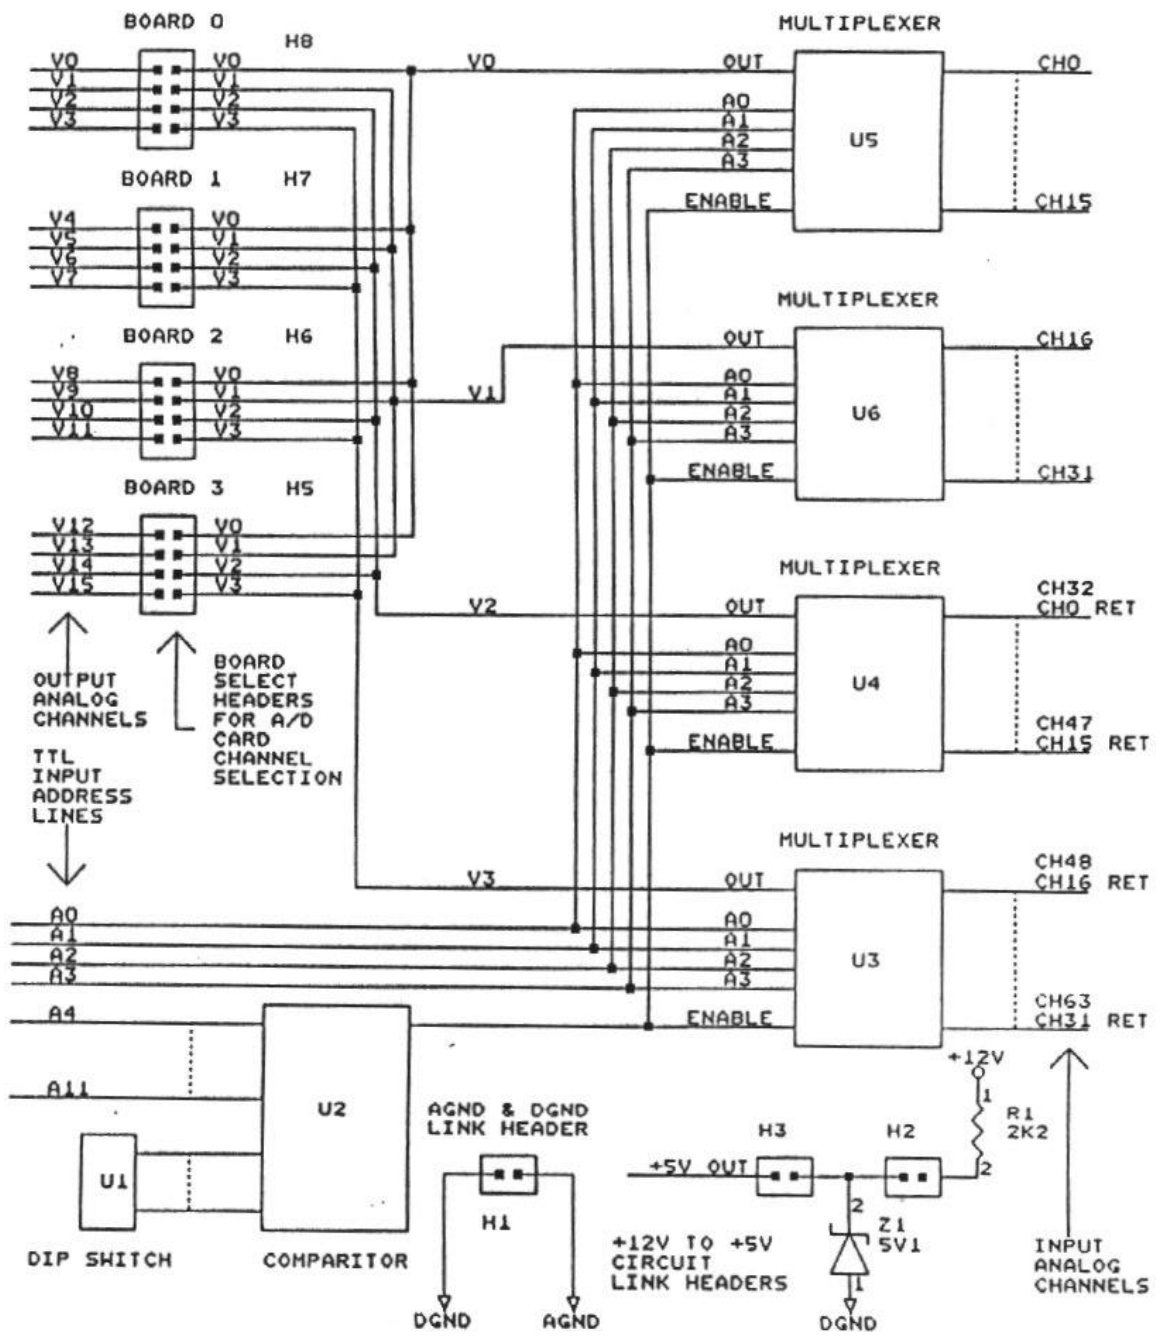 BOARD 0
H8
V0 V0
V1 V1
V2 V2
V3 V3
BOARD 1 H7
V4 V0
V5 V1
V6 V2
V7 V3
BOARD 2 H6
V8 V0
V9 V1
V10 V2
V11 V3
BOARD 3 H5
V12 V0
V13 V1
V14 V2
V15 V3
OUTPUT
ANALOG
CHANNELS
BOARD
SELECT
HEADERS
FOR A/D
CARD
CHANNEL
SELECTION
TTL
INPUT
ADDRESS
LINES
V0
V1
V2
V3
MULTIPLEXER
OUT
A0
A1
A2
A3
ENABLE
U5
CH0
CH15
MULTIPLEXER
OUT
A0
A1
A2
A3
ENABLE
U6
CH16
CH31
MULTIPLEXER
OUT
A0
A1
A2
A3
ENABLE
U4
CH32
CH0 RET
CH47
CH15 RET
MULTIPLEXER
OUT
A0
A1
A2
A3
ENABLE
U3
CH48
CH16 RET
CH63
CH31 RET
A0
A1
A2
A3
A4
A11
U2
U1
DIP SWITCH
COMPARITOR
AGND & DGND
LINK HEADER
H1
DGND
AGND
+12V
1
R1
2K2
2
H3
H2
+5V OUT
2
Z1
5V1
1
DGND
+12V TO +5V
CIRCUIT
LINK HEADERS
INPUT
ANALOG
CHANNELS